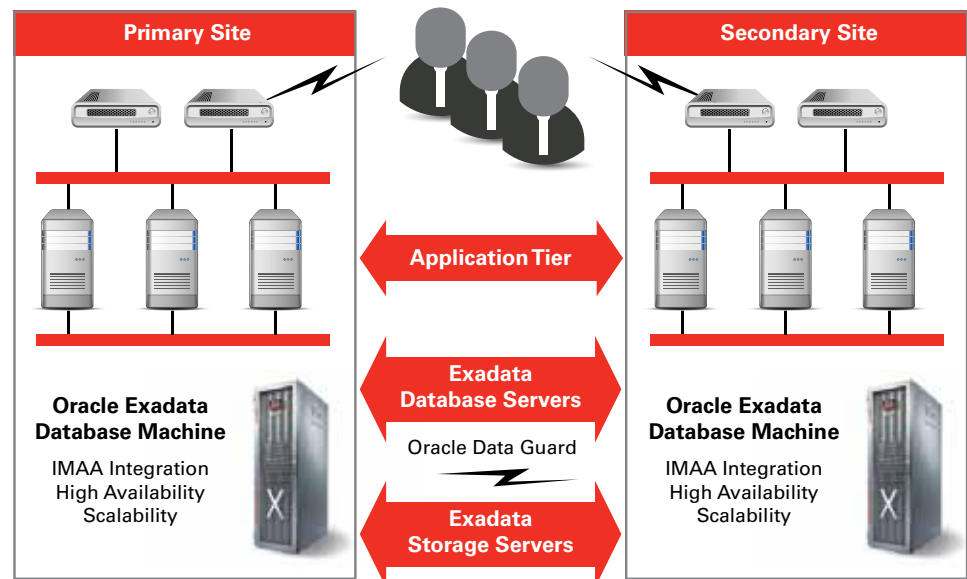 Primary Site
Secondary Site
Application Tier
Exadata
Database Servers
Oracle Data Guard
Exadata
Storage Servers
Oracle Exadata
Database Machine
IMAA Integration
High Availability
Scalability
X
Oracle Exadata
Database Machine
IMAA Integration
High Availability
Scalability
X